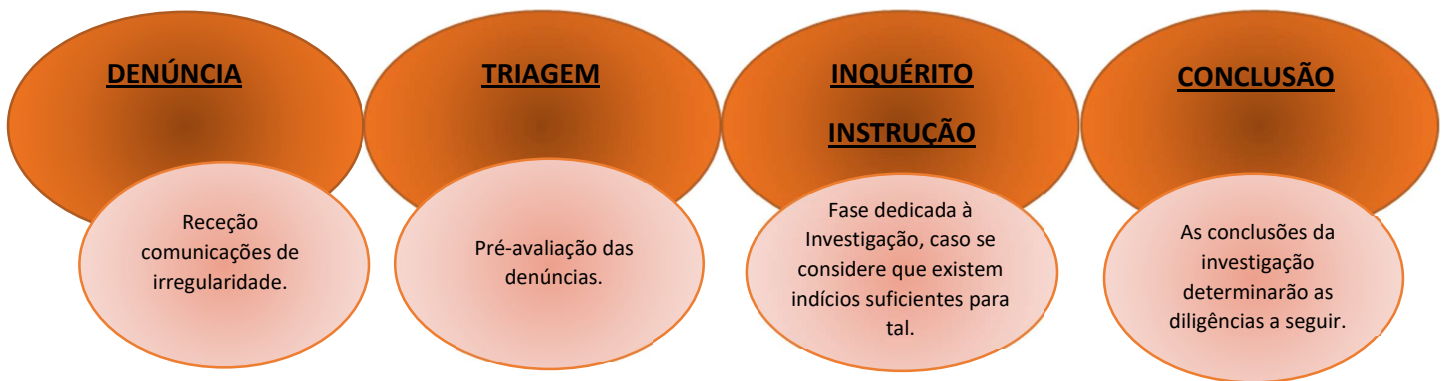 DENÚNCIA
Receção
comunicações de
irregularidade.
TRIAGEM
Pré-avaliação das
denúncias.
INQUÉRITO
INSTRUÇÃO
Fase dedicada à
Investigação, caso se
considere que existem
indícios suficientes para
tal.
CONCLUSÃO
As conclusões da
investigação
determinarão as
diligências a seguir.